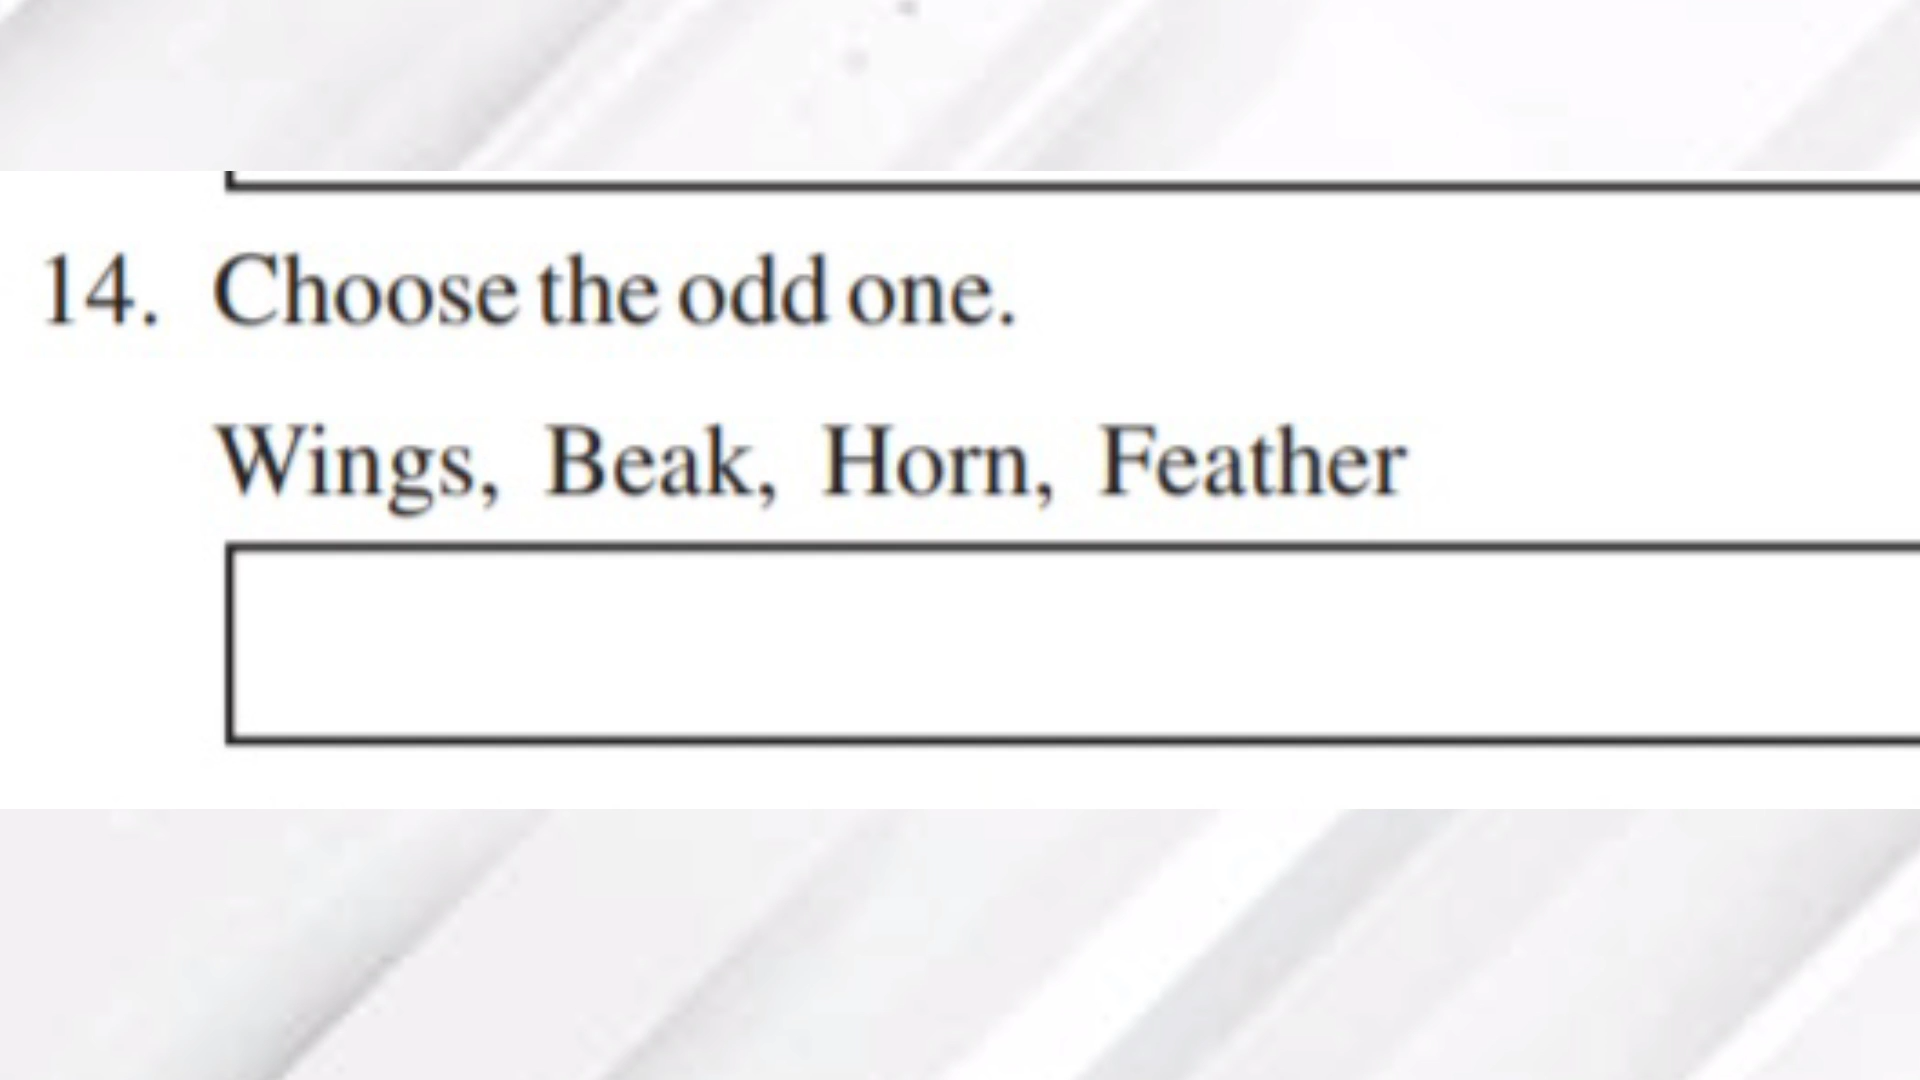 14. Choose the odd one.
Wings, Beak, Horn, Feather